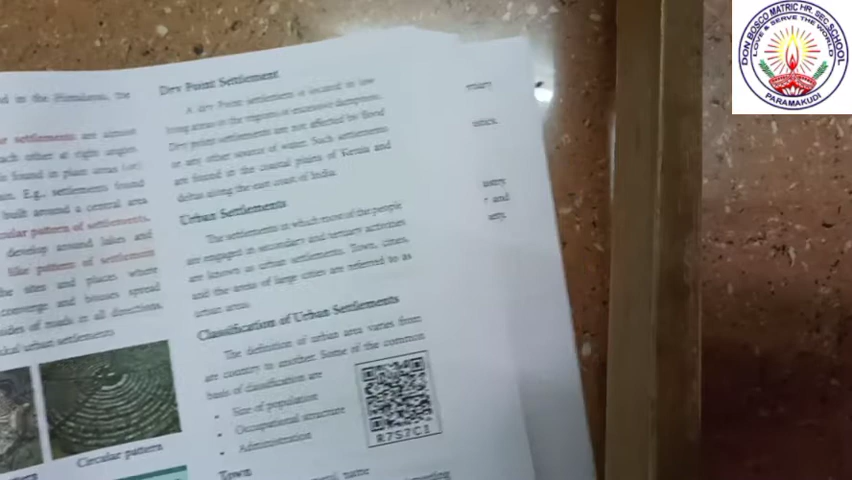 DON BOSCO MATRIC HR. SEC. SCHOOL
LOVE & SERVE THE WORLD
PARAMAKUDI
ed in the Himalayas, the
settlements are almost
each other at right angles
found in plain areas
E.g., settlements found
built around a central area
circular pattern of settlements.
develop around lakes and
like pattern of settlement
sites and places where
converge and houses spread
sides of roads in all directions.
urban settlements
Circular pattern
Dry Point Settlement
A dry Point settlement is located in low
lying areas or the regions of excessive dampness.
Dry point settlements are not affected by flood
or any other source of water. Such settlements
are found in the coastal plains of Kerala and
deltas along the east coast of India.
Urban Settlements
The settlements in which most of the people
are engaged in secondary and tertiary activities
are known as urban settlements. Town, cities,
and the areas of large cities are referred to as
urban areas.
Classification of Urban Settlements
The definition of urban area varies from
one country to another. Some of the common
basis of classification are
• Size of population
• Occupational structure
• Administration
R7S7C1
Town
general name
r and